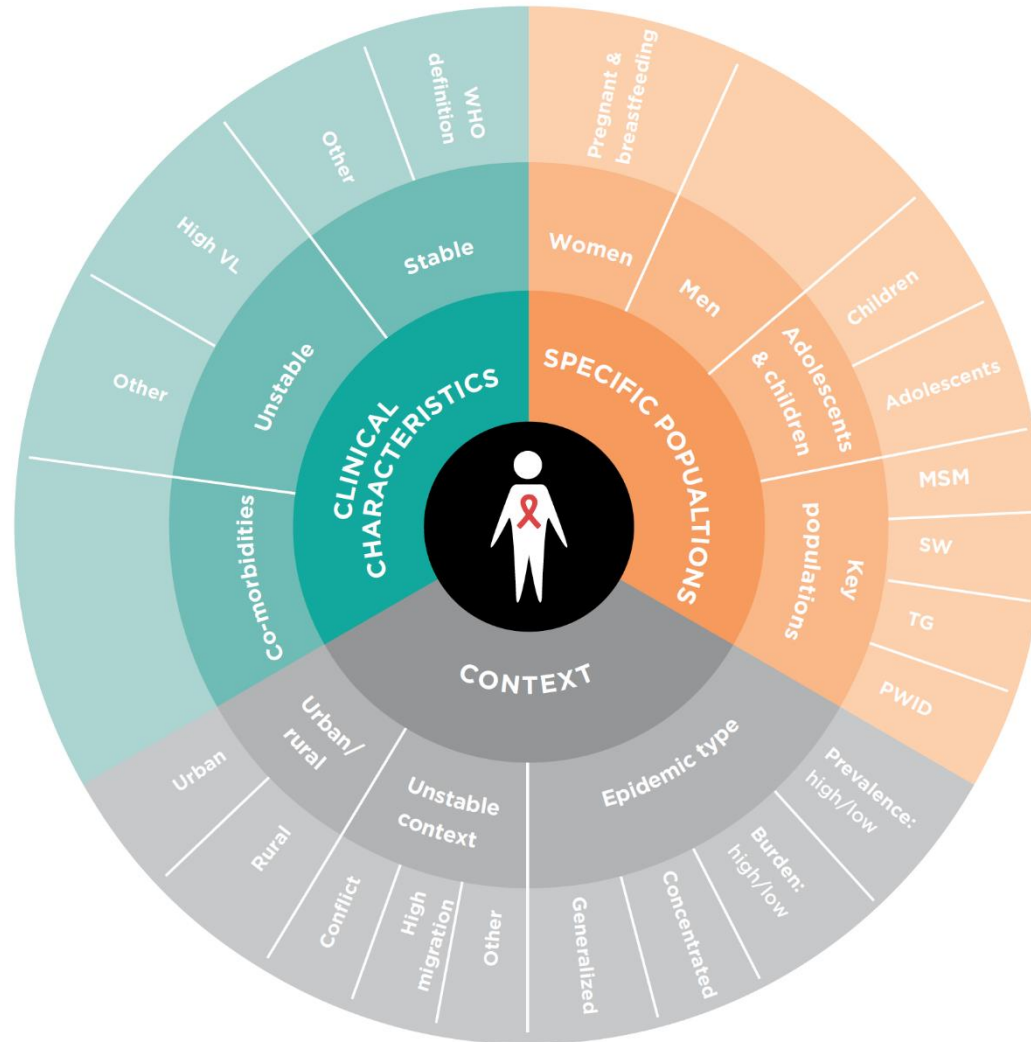 CLINICAL
CHARACTERISTICS
Stable
WHO
definition
Other
Unstable
High VL
Other
Co-morbidities
SPECIFIC POPUALTIONS
Women
Pregnant &
breastfeeding
Men
Adolescents
& children
Children
Adolescents
Key
populations
MSM
SW
TG
PWID
CONTEXT
Epidemic type
Prevalence:
high/low
Burden:
high/low
Concentrated
Generalized
Unstable
context
Other
High
migration
Conflict
Urban/
rural
Rural
Urban